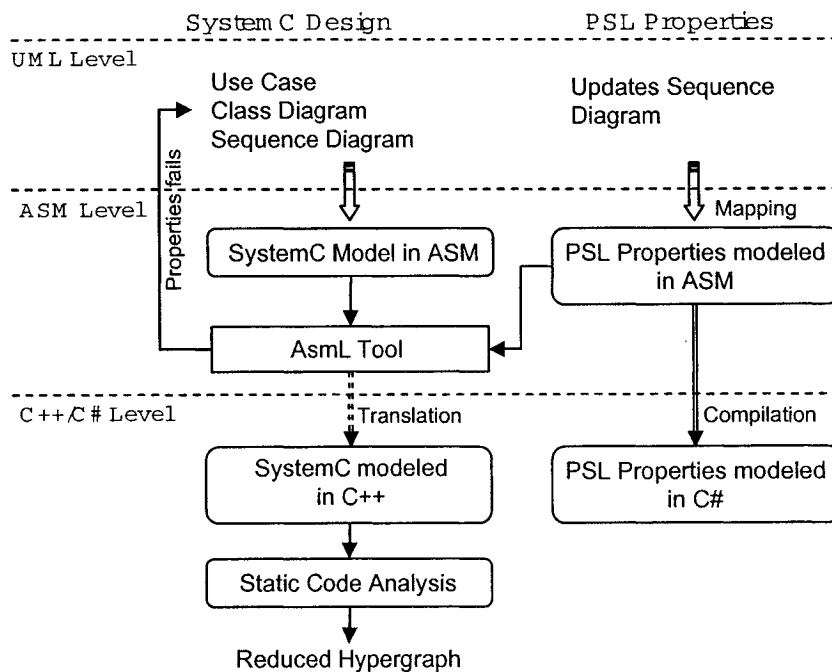 SystemC Design
PSL Properties
UML Level
Use Case
Class Diagram
Sequence Diagram
Updates Sequence
Diagram
Properties fails
ASM Level
Mapping
SystemC Model in ASM
PSL Properties modeled
in ASM
AsmL Tool
C++/C# Level
Translation
Compilation
SystemC modeled
in C++
PSL Properties modeled
in C#
Static Code Analysis
Reduced Hypergraph